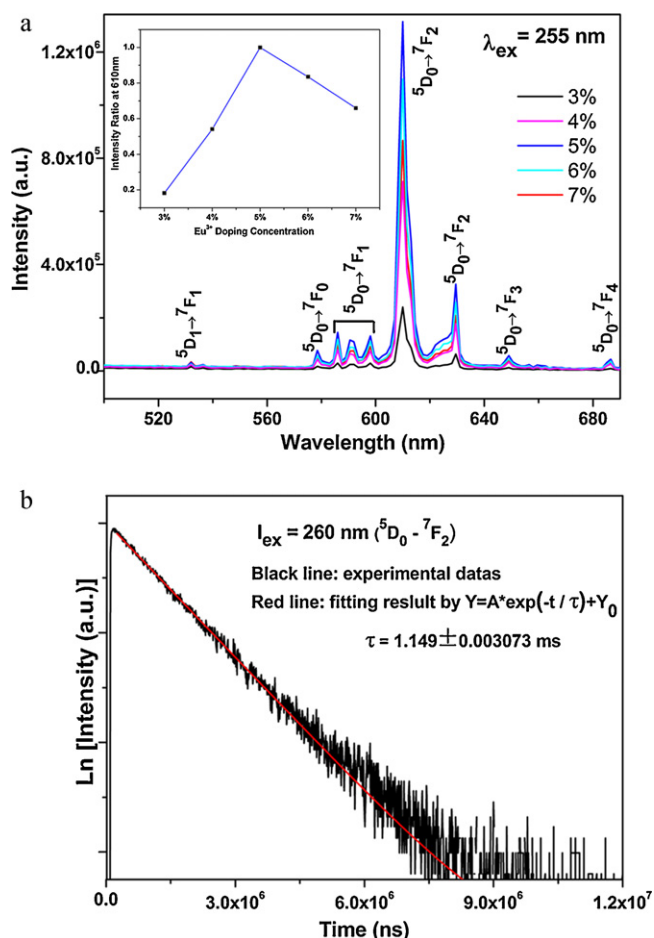 a
λex = 255 nm
3%
4%
5%
6%
7%
Intensity Ratio at 610nm
1.0
0.8
0.6
0.4
0.2
3% 4% 5% 6% 7%
Eu3+ Doping Concentration
Intensity (a.u.)
1.2x10^6
8.0x10^5
4.0x10^5
0.0
5D1→7F1
5D0→7F0
5D0→7F1
5D0→7F2
5D0→7F2
5D0→7F3
5D0→7F4
520 560 600 640 680
Wavelength (nm)
b
Iex = 260 nm (5D0 - 7F2)
Black line: experimental datas
Red line: fitting reslult by Y=A*exp(-t / τ)+Y0
τ = 1.149±0.003073 ms
Ln [Intensity (a.u.)]
0.0 3.0x10^6 6.0x10^6 9.0x10^6 1.2x10^7
Time (ns)